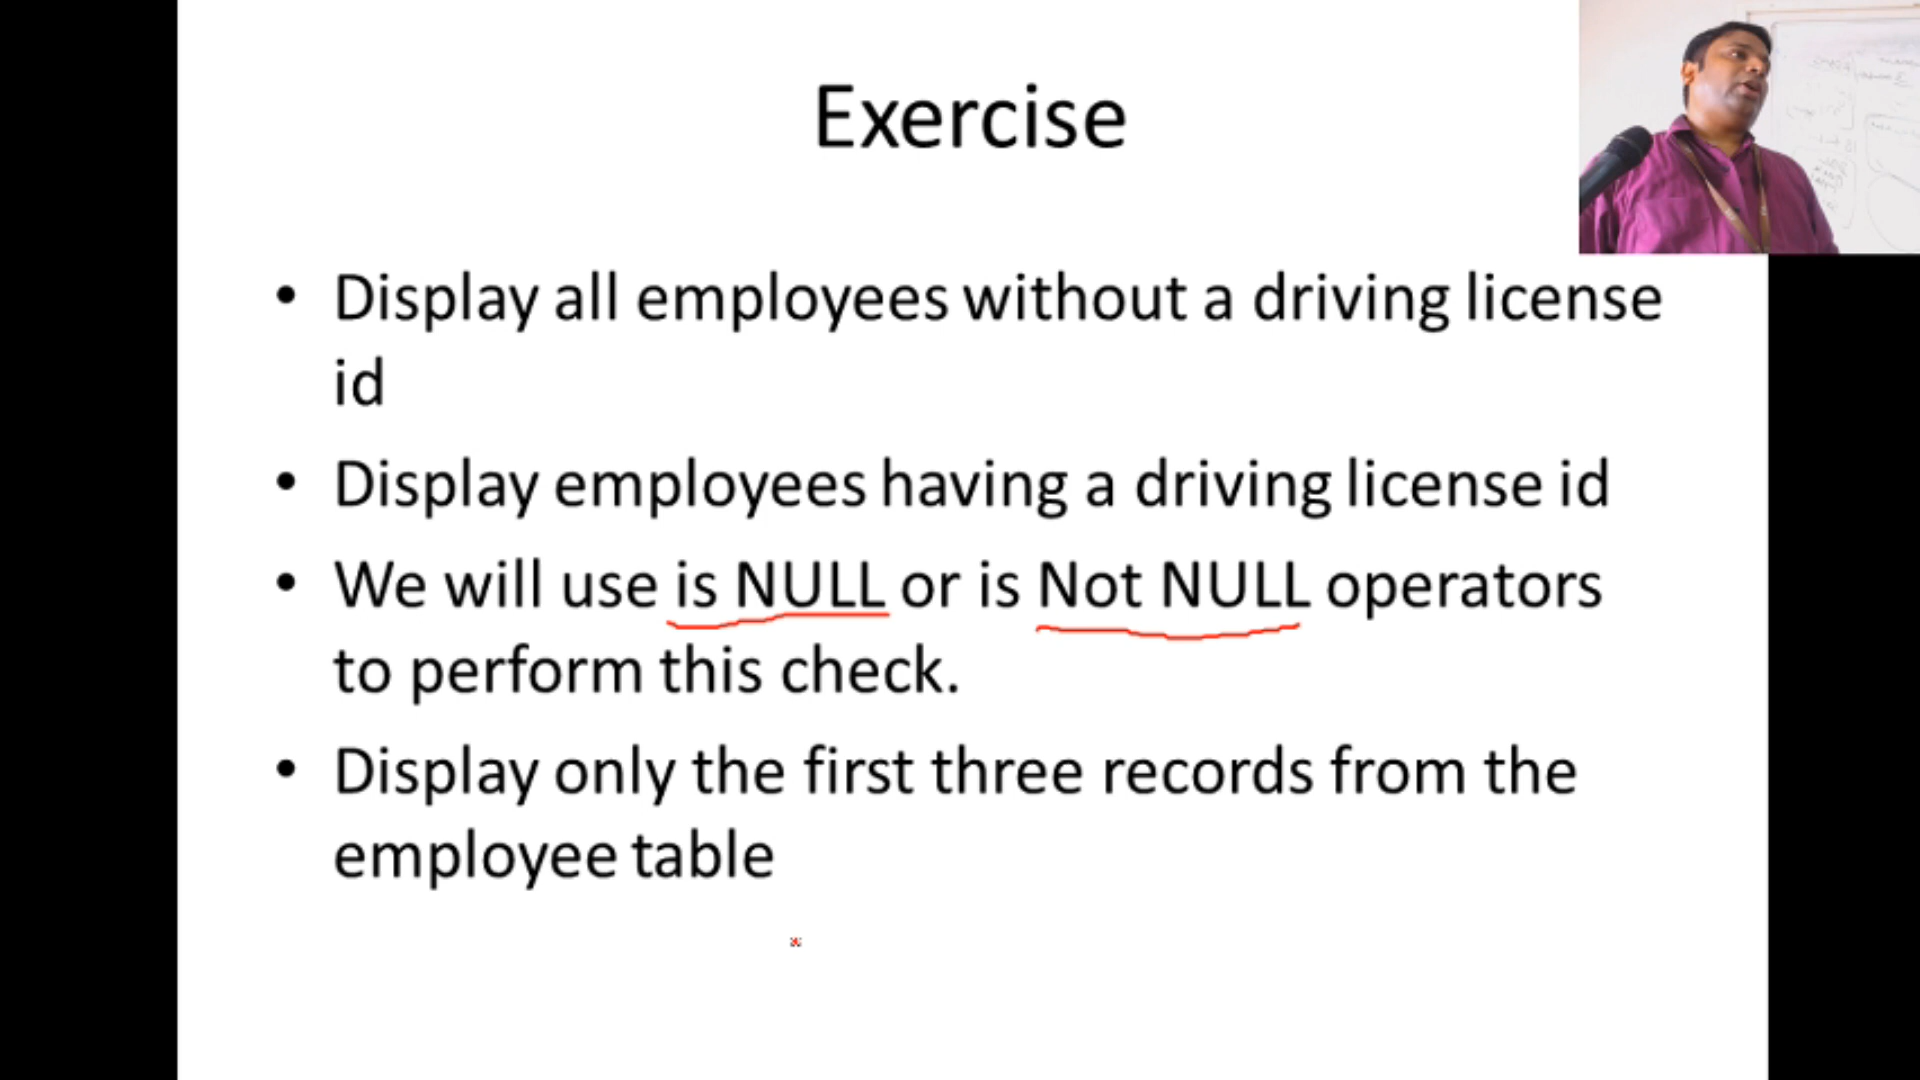 Exercise
• Display all employees without a driving license
id
• Display employees having a driving license id
• We will use is NULL or is Not NULL operators
to perform this check.
• Display only the first three records from the
employee table